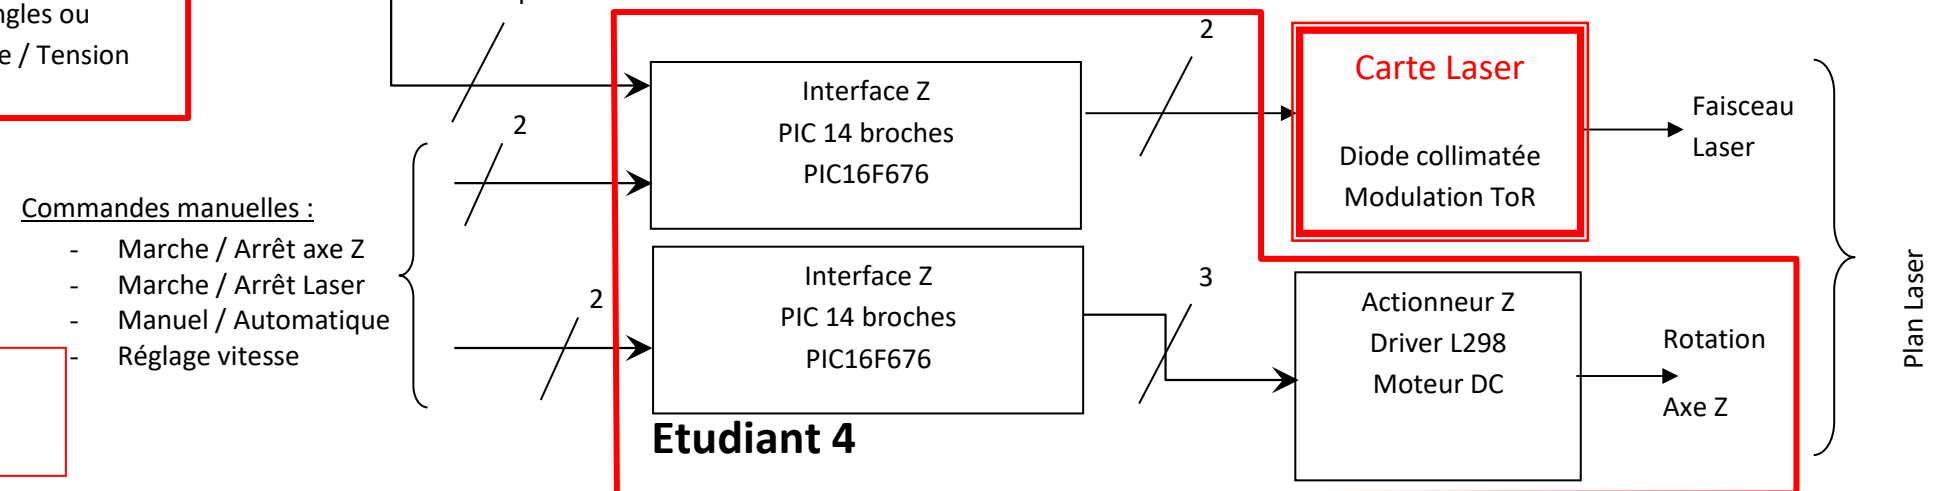 ngles ou
e / Tension
2
Interface Z
PIC 14 broches
PIC16F676
2
Carte Laser
Diode collimatée
Modulation ToR
Faisceau
Laser
Commandes manuelles :
- Marche / Arrêt axe Z
- Marche / Arrêt Laser
- Manuel / Automatique
- Réglage vitesse
2
Interface Z
PIC 14 broches
PIC16F676
3
Actionneur Z
Driver L298
Moteur DC
Rotation
Axe Z
Plan Laser
Etudiant 4